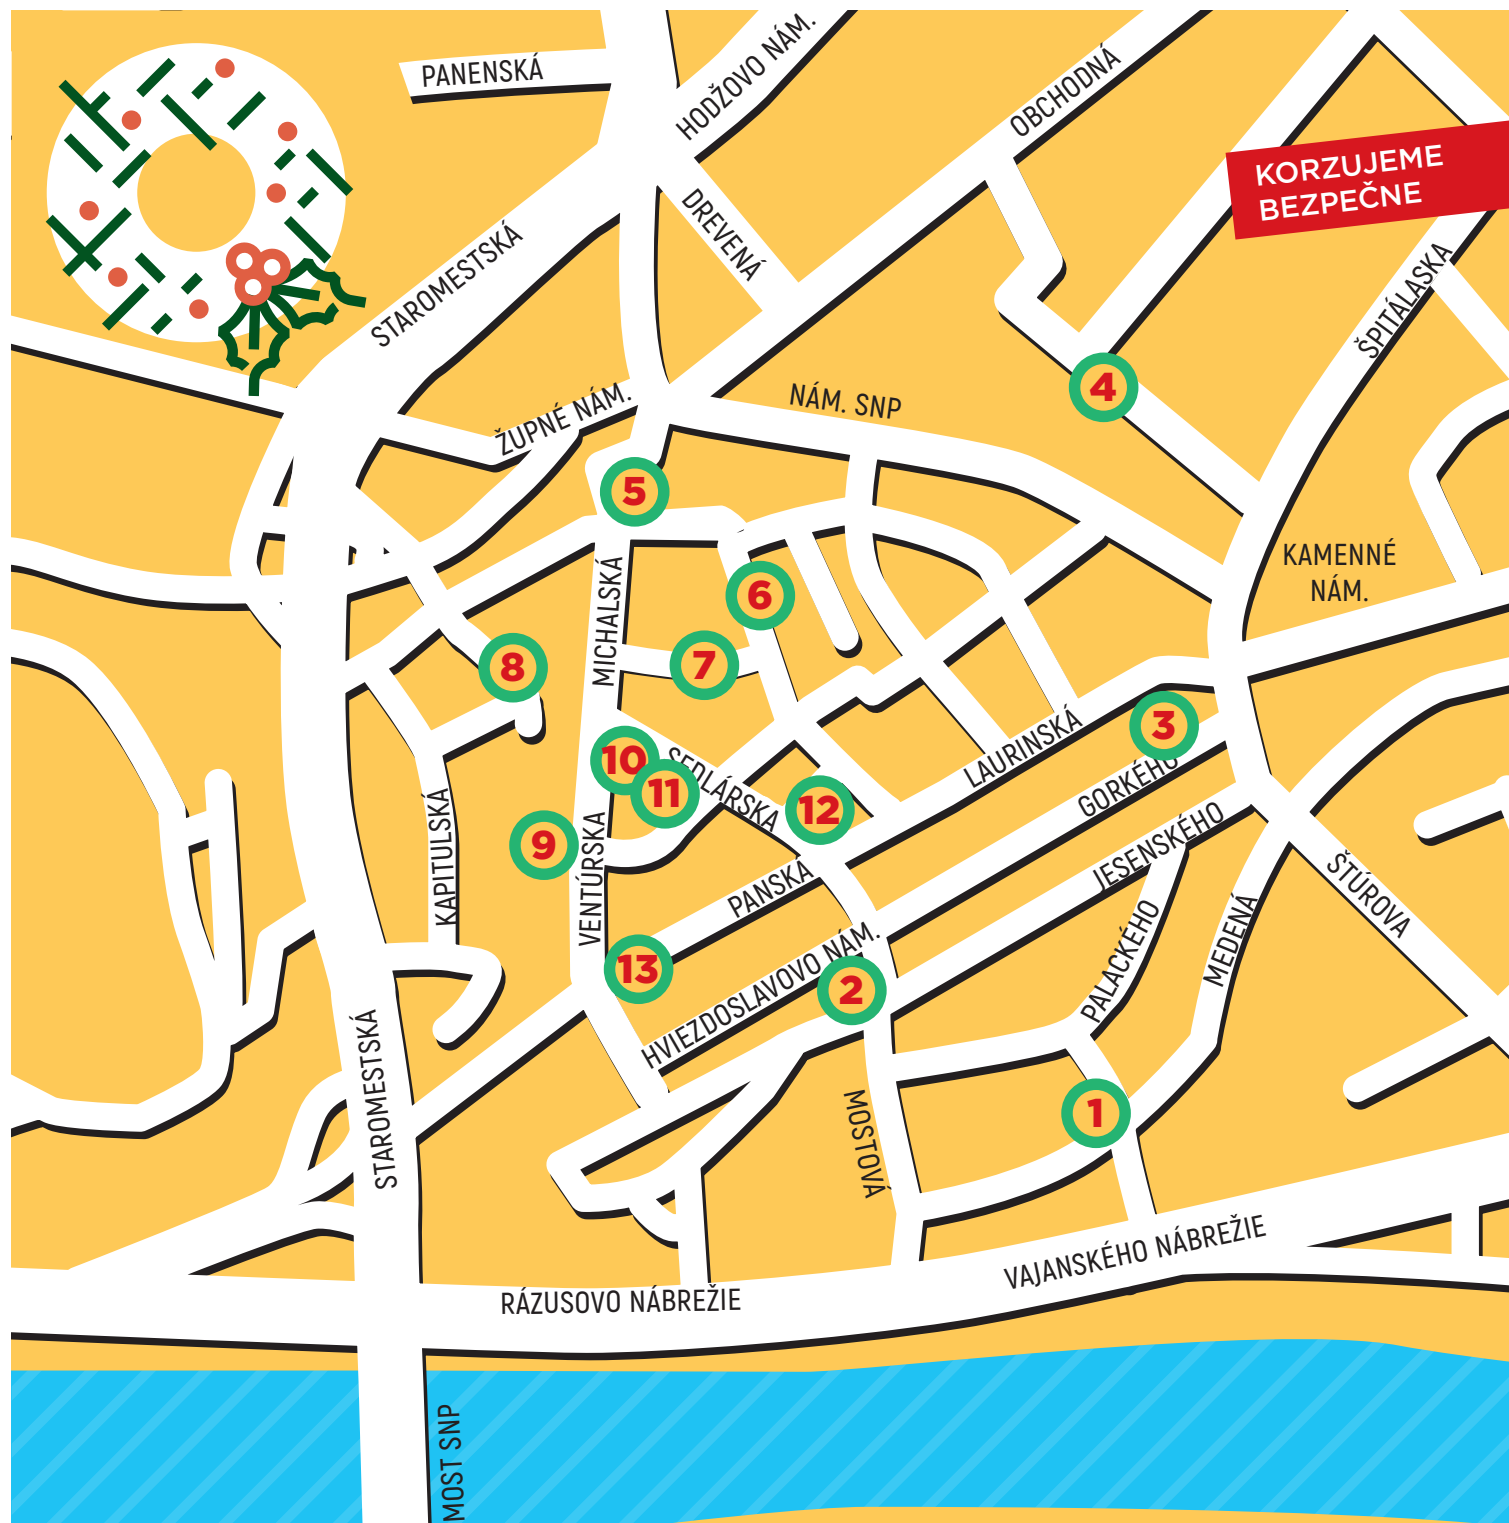 PANENSKÁ
HODŽOVO NÁM.
OBCHODNÁ
KORZUJEME
BEZPEČNE
DREVENÁ
STAROMESTSKÁ
ŠPITÁLASKA
ŽUPNÉ NÁM.
NÁM. SNP
4
5
KAMENNÉ
NÁM.
MICHALSKÁ
6
7
8
LAURINSKÁ
3
10
SEDLÁRSKA
11
12
GORKÉHO
JESENSKÉHO
KAPITULSKÁ
9
VENTÚRSKA
PANSKÁ
ŠTÚROVA
PALACKÉHO
MEDENÁ
13
HVIEZDOSLAVOVO NÁM.
2
STAROMESTSKÁ
MOSTOVÁ
1
VAJANSKÉHO NÁBREŽIE
RÁZUSOVO NÁBREŽIE
MOST SNP